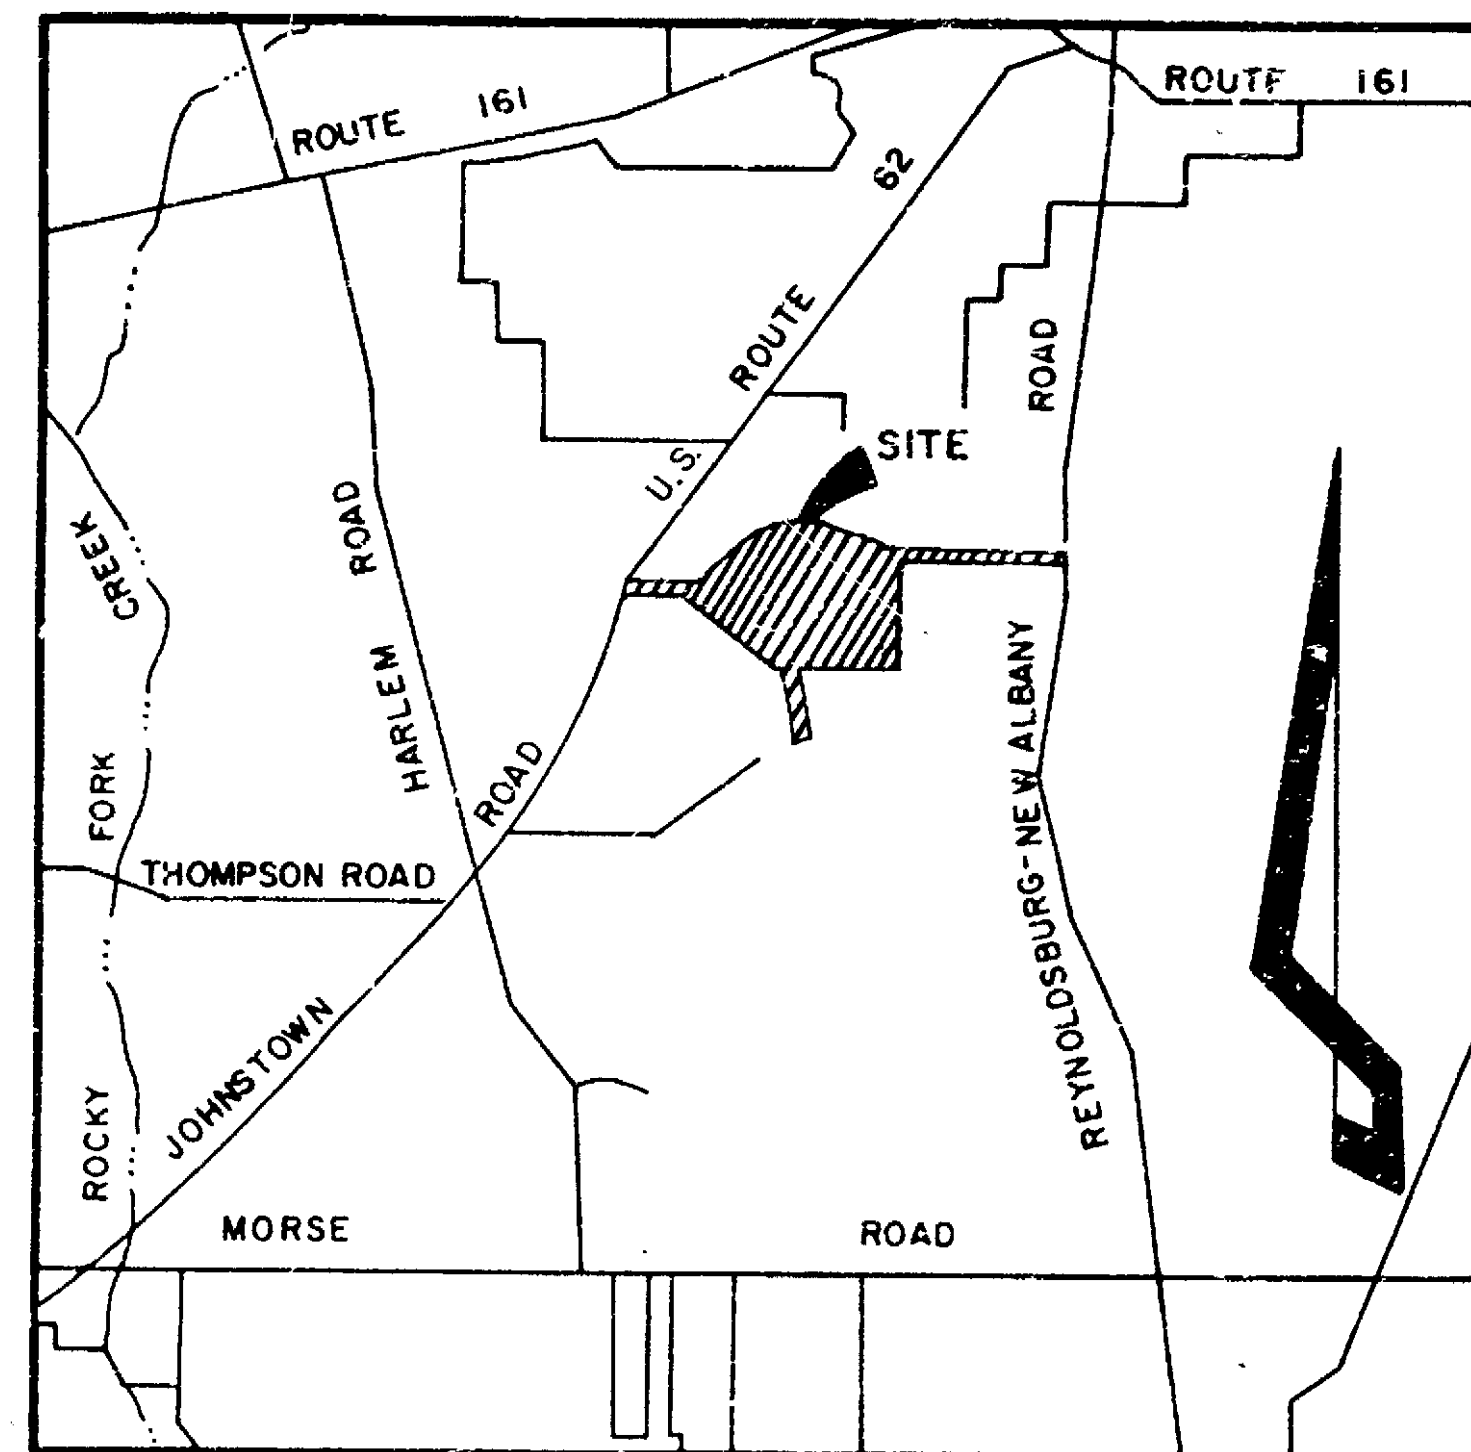 ROUTE 161
ROUTE 161
U.S. ROUTE 62
ROAD
SITE
CREEK
ROAD
HARLEM
FORK
ROAD
THOMPSON ROAD
REYNOLDSBURG-NEW ALBANY
JOHNSTOWN
ROCKY
MORSE ROAD